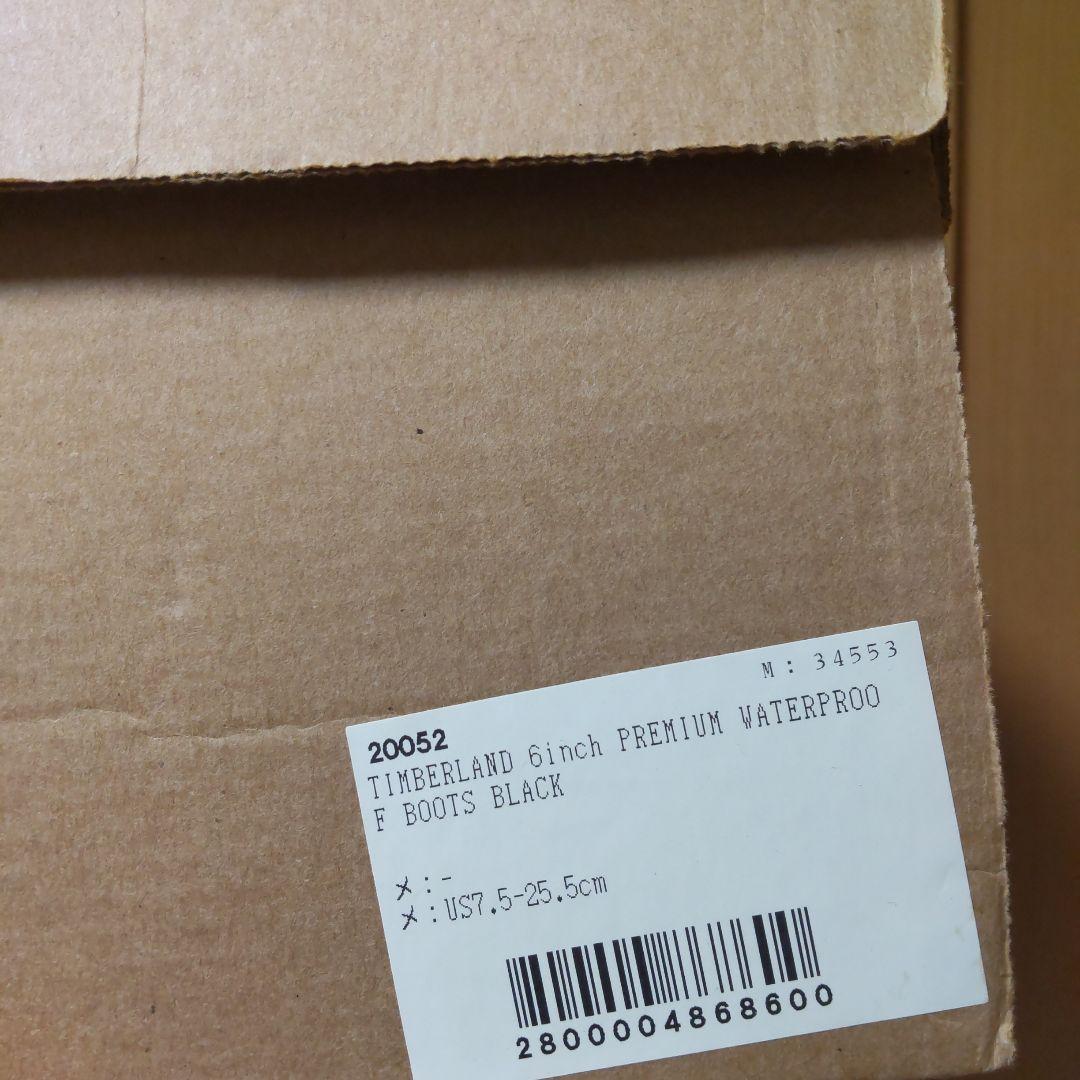 M: 34553
20052
TIMBERLAND 6inch PREMIUM WATERPROO
F BOOTS BLACK
メ:-
メ:US7.5-25.5cm
2800004868600